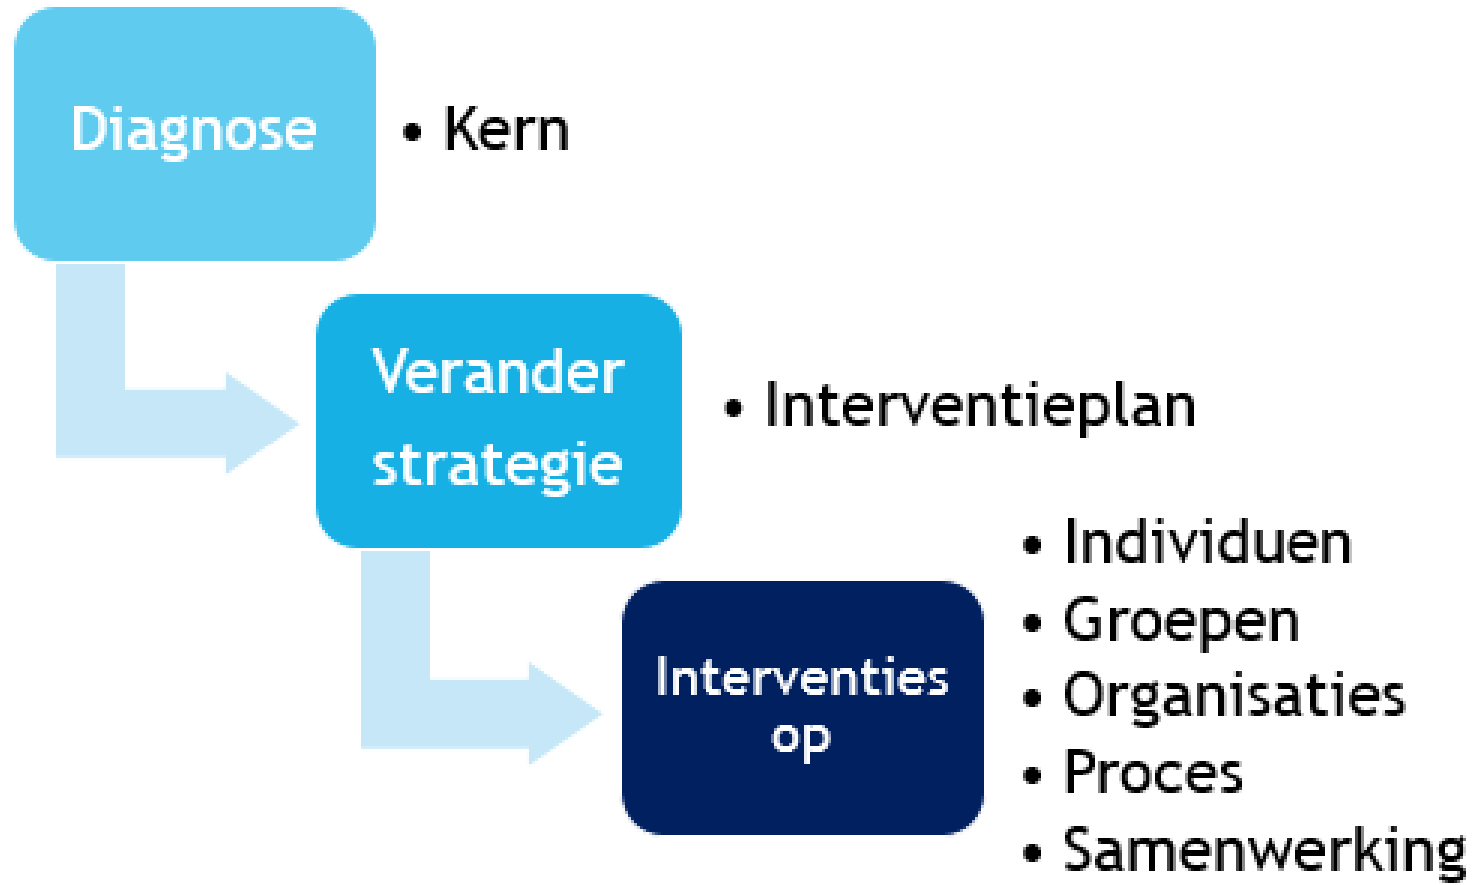 Diagnose
• Kern
Verander
strategie
• Interventieplan
Interventies
op
• Individuen
• Groepen
• Organisaties
• Proces
• Samenwerking